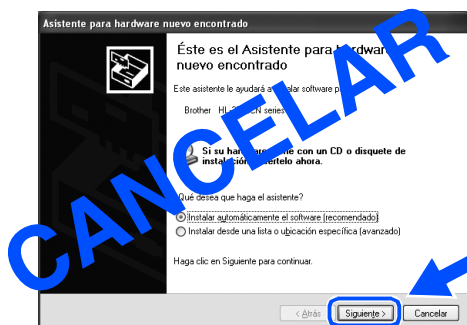 Asistente para hardware nuevo encontrado
Éste es el Asistente para
nuevo encontrado
Este asistente le ayudará a software
Brother series
Si su con un CD o disquete de
ahora.
¿Qué desea que haga el asistente?
Instalar automáticamente el software (recomendado)
Instalar desde una lista o ubicación específica (avanzado)
Haga clic en Siguiente para continuar.
< Atrás
Siguiente >
Cancelar
CANCELAR